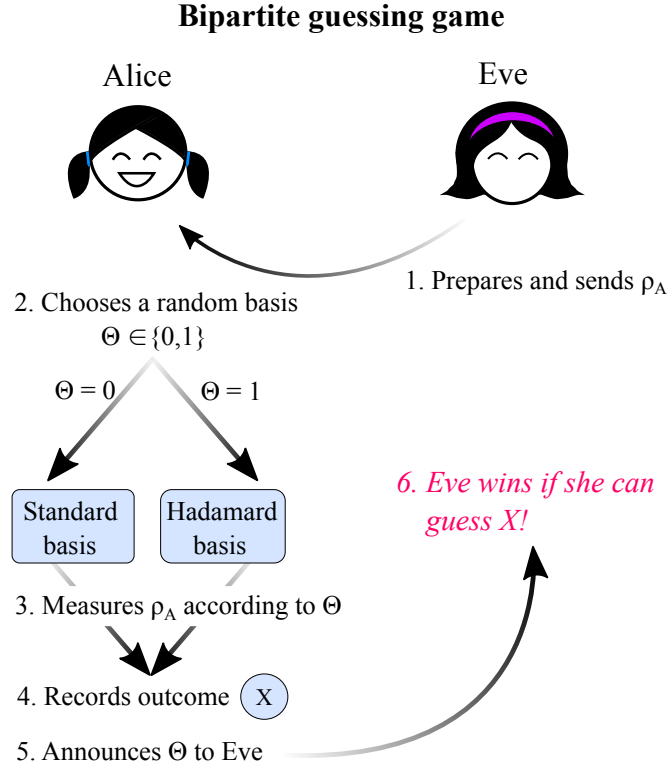 Bipartite guessing game
Alice
Eve
1. Prepares and sends ρ_A
2. Chooses a random basis
Θ ∈ {0,1}
Θ = 0
Θ = 1
Standard
basis
Hadamard
basis
6. Eve wins if she can
guess X!
3. Measures ρ_A according to Θ
4. Records outcome X
5. Announces Θ to Eve